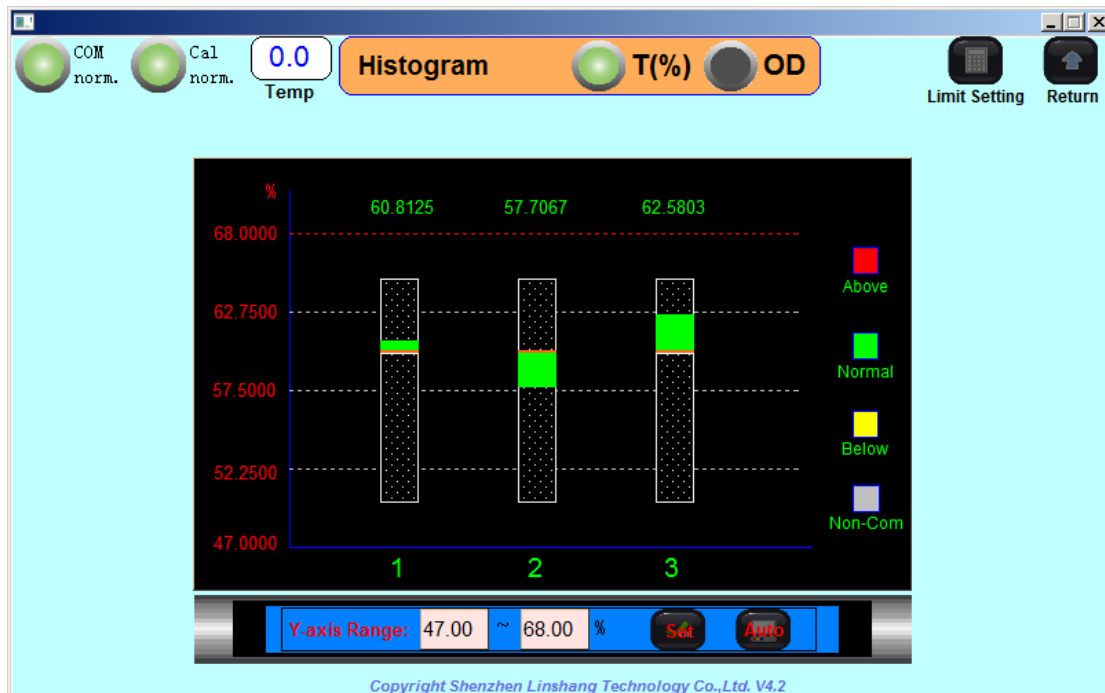 COM
norm.
Cal
norm.
0.0
Temp
Histogram
T(%)
OD
Limit Setting
Return
%
60.8125 57.7067 62.5803
68.0000
62.7500
57.5000
52.2500
47.0000
1 2 3
Above
Normal
Below
Non-Com
Y-axis Range: 47.00 ~ 68.00 % Set Auto
Copyright Shenzhen Linshang Technology Co.,Ltd. V4.2